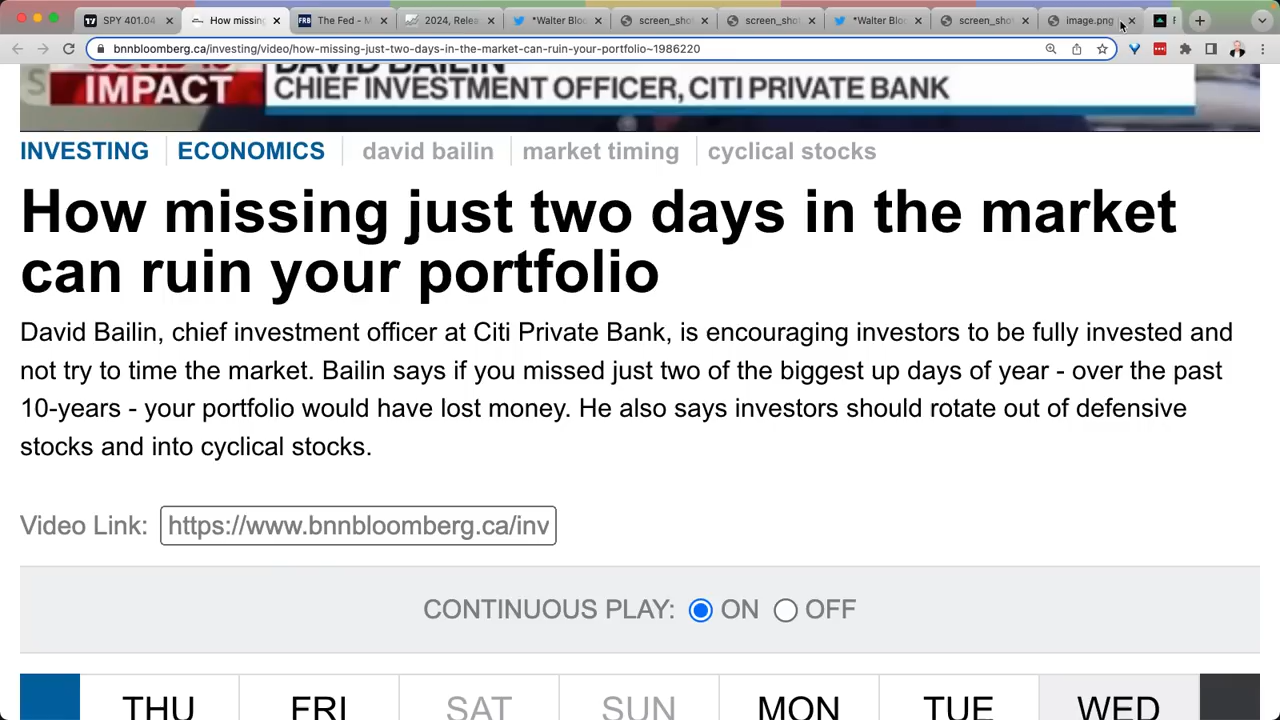 SPY 401.04
How missing
The Fed - M
2024, Relea
*Walter Bloo
screen_shot
screen_shot
*Walter Bloo
screen_shot
image.png
bnnbloomberg.ca/investing/video/how-missing-just-two-days-in-the-market-can-ruin-your-portfolio~1986220
IMPACT
DAVID BAILIN
CHIEF INVESTMENT OFFICER, CITI PRIVATE BANK
INVESTING ECONOMICS david bailin market timing cyclical stocks
How missing just two days in the market
can ruin your portfolio
David Bailin, chief investment officer at Citi Private Bank, is encouraging investors to be fully invested and
not try to time the market. Bailin says if you missed just two of the biggest up days of year - over the past
10-years - your portfolio would have lost money. He also says investors should rotate out of defensive
stocks and into cyclical stocks.
Video Link: https://www.bnnbloomberg.ca/inv
CONTINUOUS PLAY: ON OFF
THU FRI SAT SUN MON TUE WED